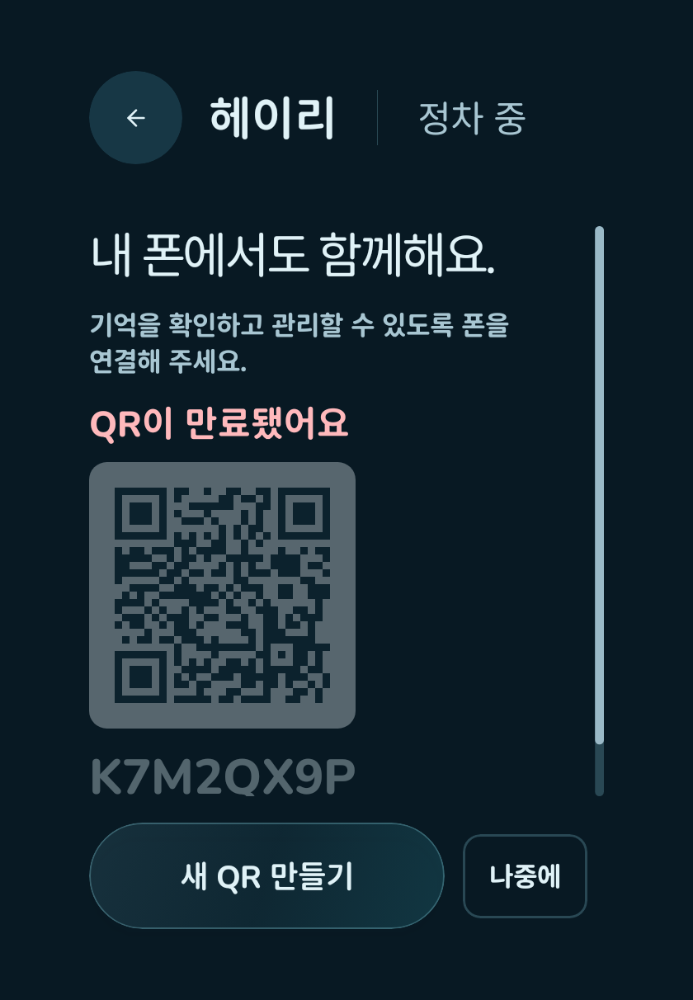 헤이리
정차 중
내 폰에서도 함께해요.
기억을 확인하고 관리할 수 있도록 폰을
연결해 주세요.
QR이 만료됐어요
K7M2QX9P
새 QR 만들기
나중에